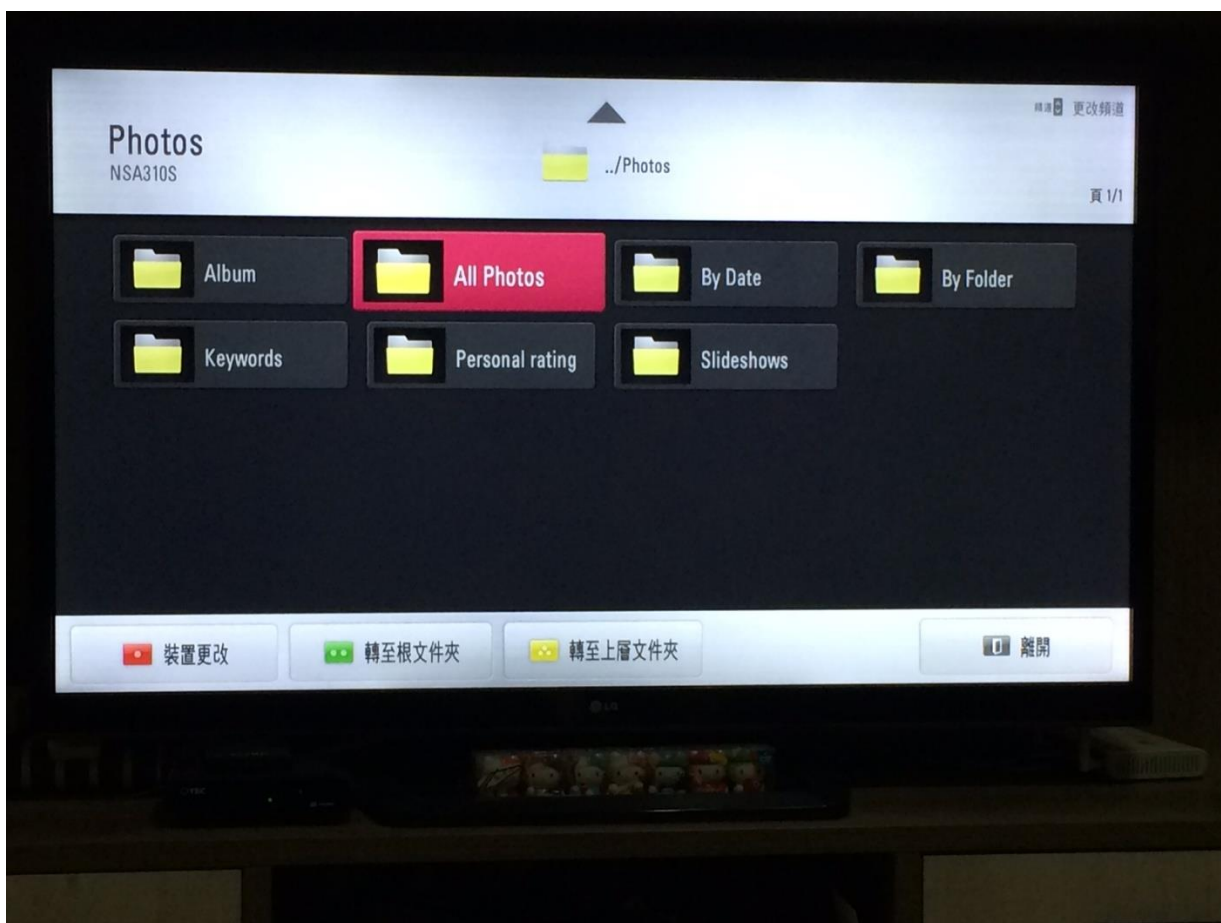 Photos
NSA310S
../Photos
頻道 更改頻道
頁 1/1
Album
All Photos
By Date
By Folder
Keywords
Personal rating
Slideshows
裝置更改
轉至根文件夾
轉至上層文件夾
離開
LG